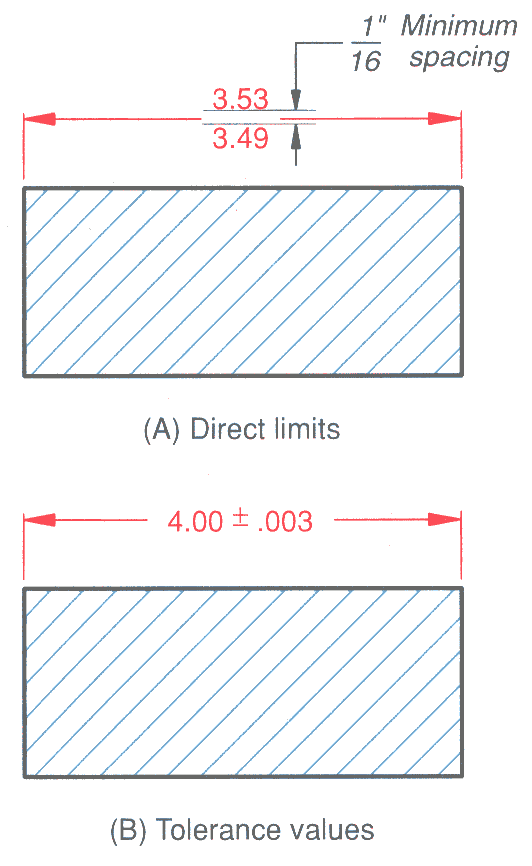 1" Minimum
16 spacing
3.53
3.49
(A) Direct limits
4.00 ± .003
(B) Tolerance values